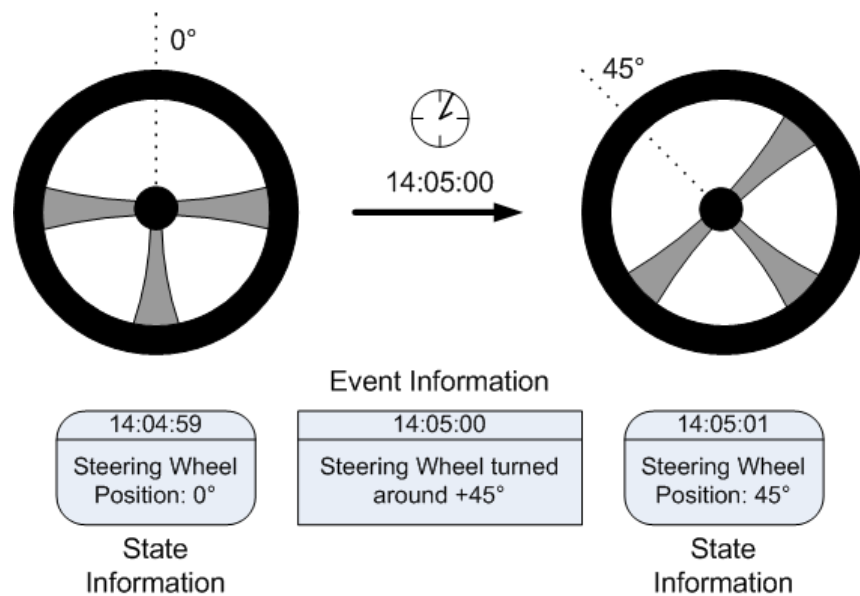 0°
45°
14:05:00
Event Information
14:04:59
Steering Wheel
Position: 0°
14:05:00
Steering Wheel turned
around +45°
14:05:01
Steering Wheel
Position: 45°
State
Information
State
Information